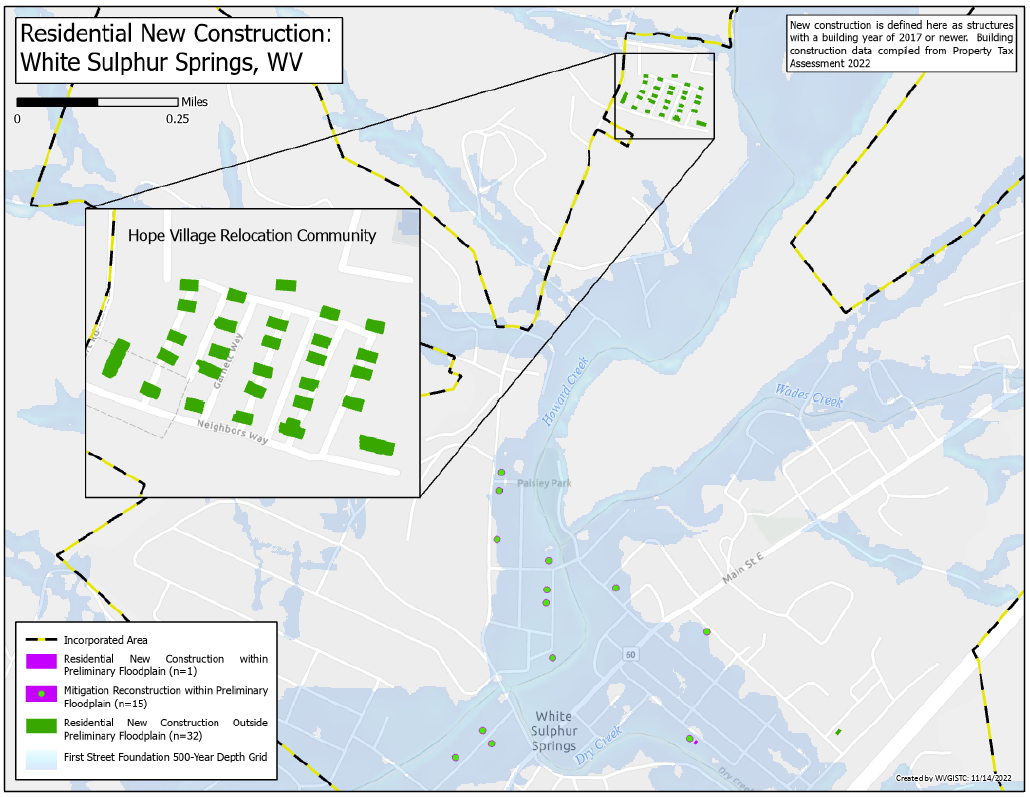 Residential New Construction:
White Sulphur Springs, WV
New construction is defined here as structures
with a building year of 2017 or newer. Building
construction data compiled from Property Tax
Assessment 2022
Miles
0
0.25
Hope Village Relocation Community
Garnett Way
Neighbors Way
Howard Creek
Wades Creek
Paisley Park
Main St E
60
White
Sulphur
Springs
Dry Creek
Dry Creek
Incorporated Area
Residential New Construction within
Preliminary Floodplain (n=1)
Mitigation Reconstruction within Preliminary
Floodplain (n=15)
Residential New Construction Outside
Preliminary Floodplain (n=32)
First Street Foundation 500-Year Depth Grid
Created by WVGISTC: 11/14/2022